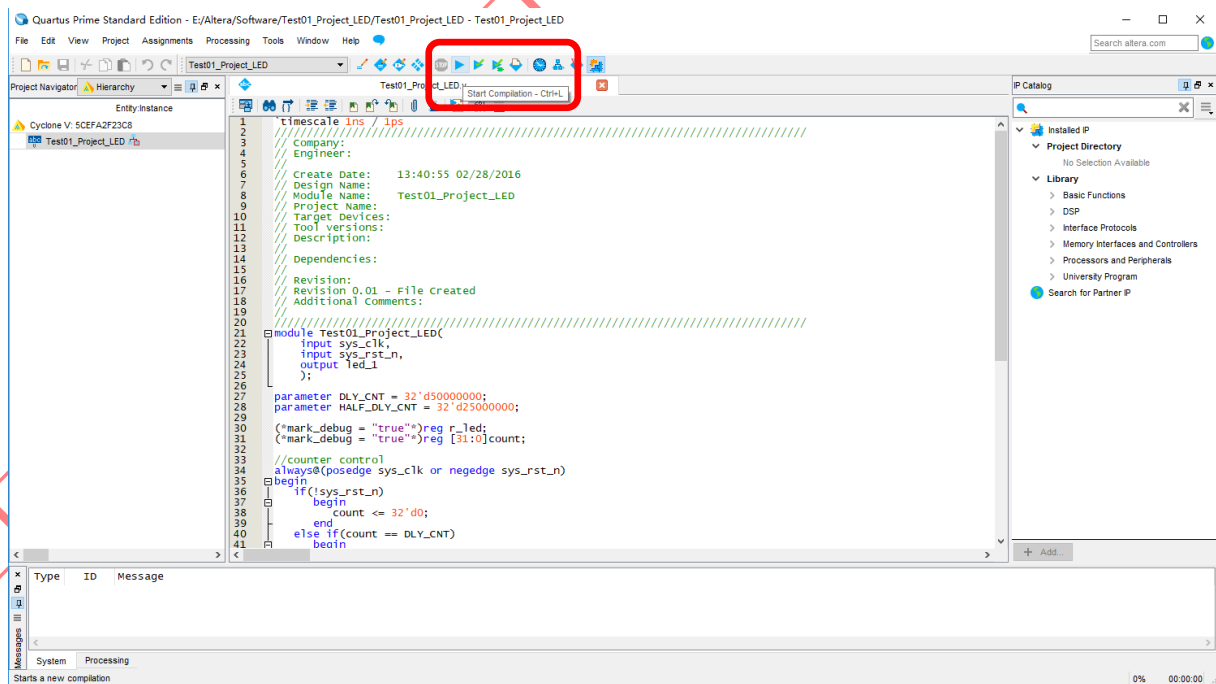 Quartus Prime Standard Edition - E:/Altera/Software/Test01_Project_LED/Test01_Project_LED - Test01_Project_LED
File Edit View Project Assignments Processing Tools Window Help
Search altera.com
Test01_Project_LED
STOP
Project Navigator Hierarchy
Test01_Project_LED.v
IP Catalog
Start Compilation - Ctrl+L
Entity:Instance
Cyclone V: 5CEFA2F23C8
abc Test01_Project_LED
1 `timescale 1ns / 1ps
2 //////////////////////////////////////////////////////////////////////////////////
3 // Company:
4 // Engineer:
5 //
6 // Create Date: 13:40:55 02/28/2016
7 // Design Name:
8 // Module Name: Test01_Project_LED
9 // Project Name:
10 // Target Devices:
11 // Tool versions:
12 // Description:
13 //
14 // Dependencies:
15 //
16 // Revision:
17 // Revision 0.01 - File Created
18 // Additional Comments:
19 //
20 //////////////////////////////////////////////////////////////////////////////////
21 module Test01_Project_LED(
22 input sys_clk,
23 input sys_rst_n,
24 output led_1
25 );
26
27 parameter DLY_CNT = 32'd50000000;
28 parameter HALF_DLY_CNT = 32'd25000000;
29
30 (*mark_debug = "true"*)reg r_led;
31 (*mark_debug = "true"*)reg [31:0]count;
32
33 //counter control
34 always@(posedge sys_clk or negedge sys_rst_n)
35 begin
36 if(!sys_rst_n)
37 begin
38 count <= 32'd0;
39 end
40 else if(count == DLY_CNT)
41 begin
Installed IP
Project Directory
No Selection Available
Library
Basic Functions
DSP
Interface Protocols
Memory Interfaces and Controllers
Processors and Peripherals
University Program
Search for Partner IP
+ Add...
Type ID Message
Messages
System Processing
Starts a new compilation
0% 00:00:00